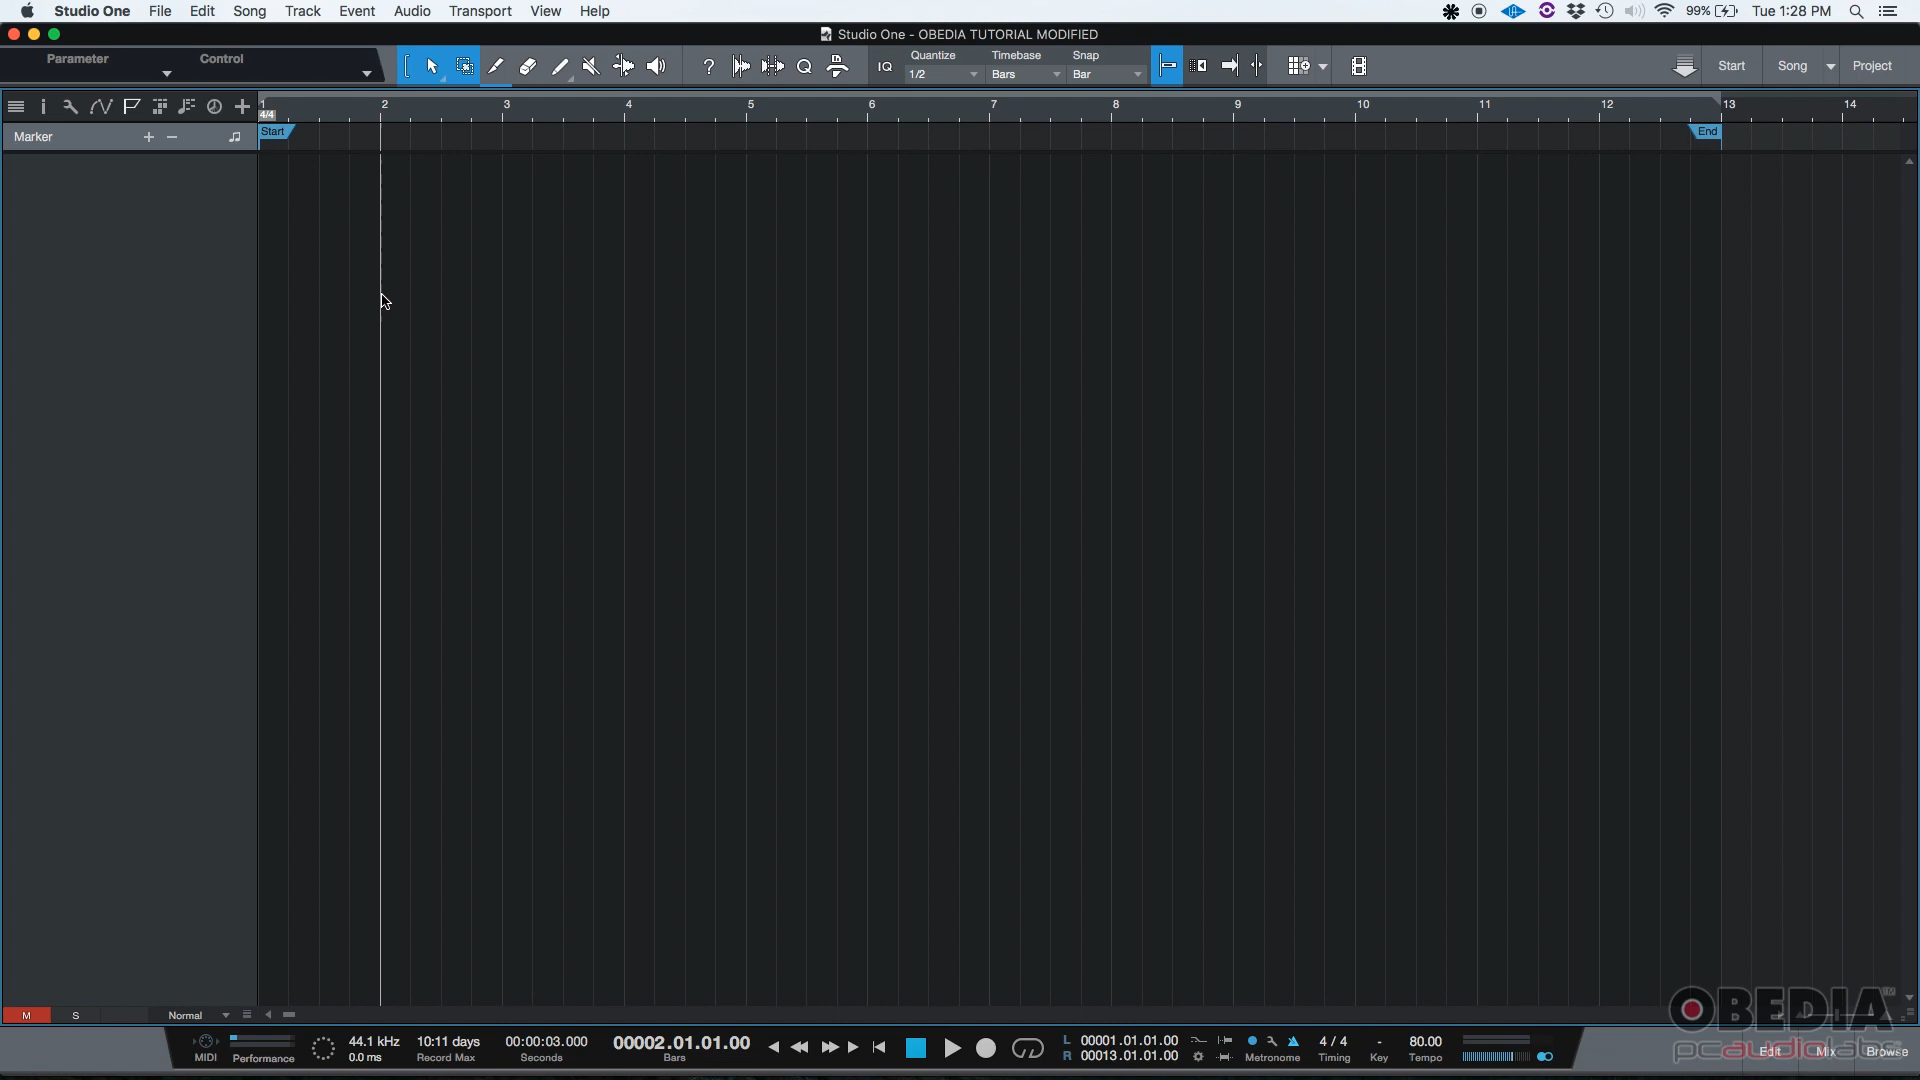 Studio One File Edit Song Track Event Audio Transport View Help 99% Tue 1:28 PM
Studio One - OBEDIA TUTORIAL MODIFIED
Parameter Control ? Q IQ Quantize Timebase Snap Start Song Project
1/2 Bars Bar
1 2 3 4 5 6 7 8 9 10 11 12 13 14
4/4
Marker Start End
M S Normal
OBEDIA
pcaudiolabs
44.1 kHz 10:11 days 00:00:03.000 00002.01.01.00 L 00001.01.01.00 4 / 4 - 80.00 Edit Mix Browse
MIDI Performance 0.0 ms Record Max Seconds Bars R 00013.01.01.00 Metronome Timing Key Tempo